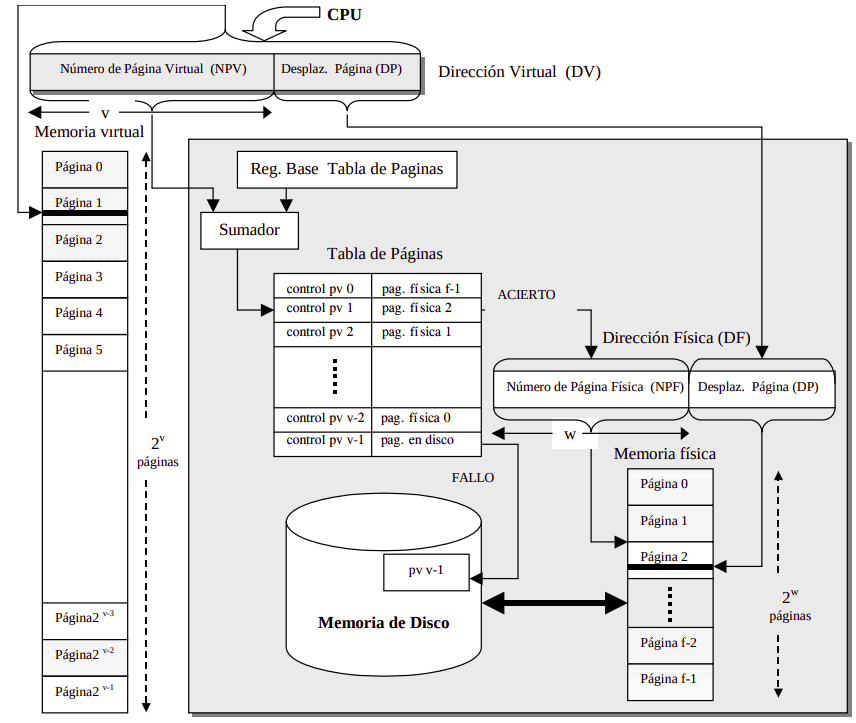 CPU
Número de Página Virtual (NPV)
Desplaz. Página (DP)
Dirección Virtual (DV)
v
Memoria virtual
Página 0
Página 1
Página 2
Página 3
Página 4
Página 5
2^v
páginas
Página2 ^v-3
Página2 ^v-2
Página2 ^v-1
Reg. Base Tabla de Paginas
Sumador
Tabla de Páginas
control pv 0 pag. física f-1
control pv 1 pag. física 2
control pv 2 pag. física 1
control pv v-2 pag. física 0
control pv v-1 pag. en disco
ACIERTO
FALLO
Dirección Física (DF)
Número de Página Física (NPF)
Desplaz. Página (DP)
w
Memoria física
Página 0
Página 1
Página 2
Página f-2
Página f-1
2^w
páginas
pv v-1
Memoria de Disco